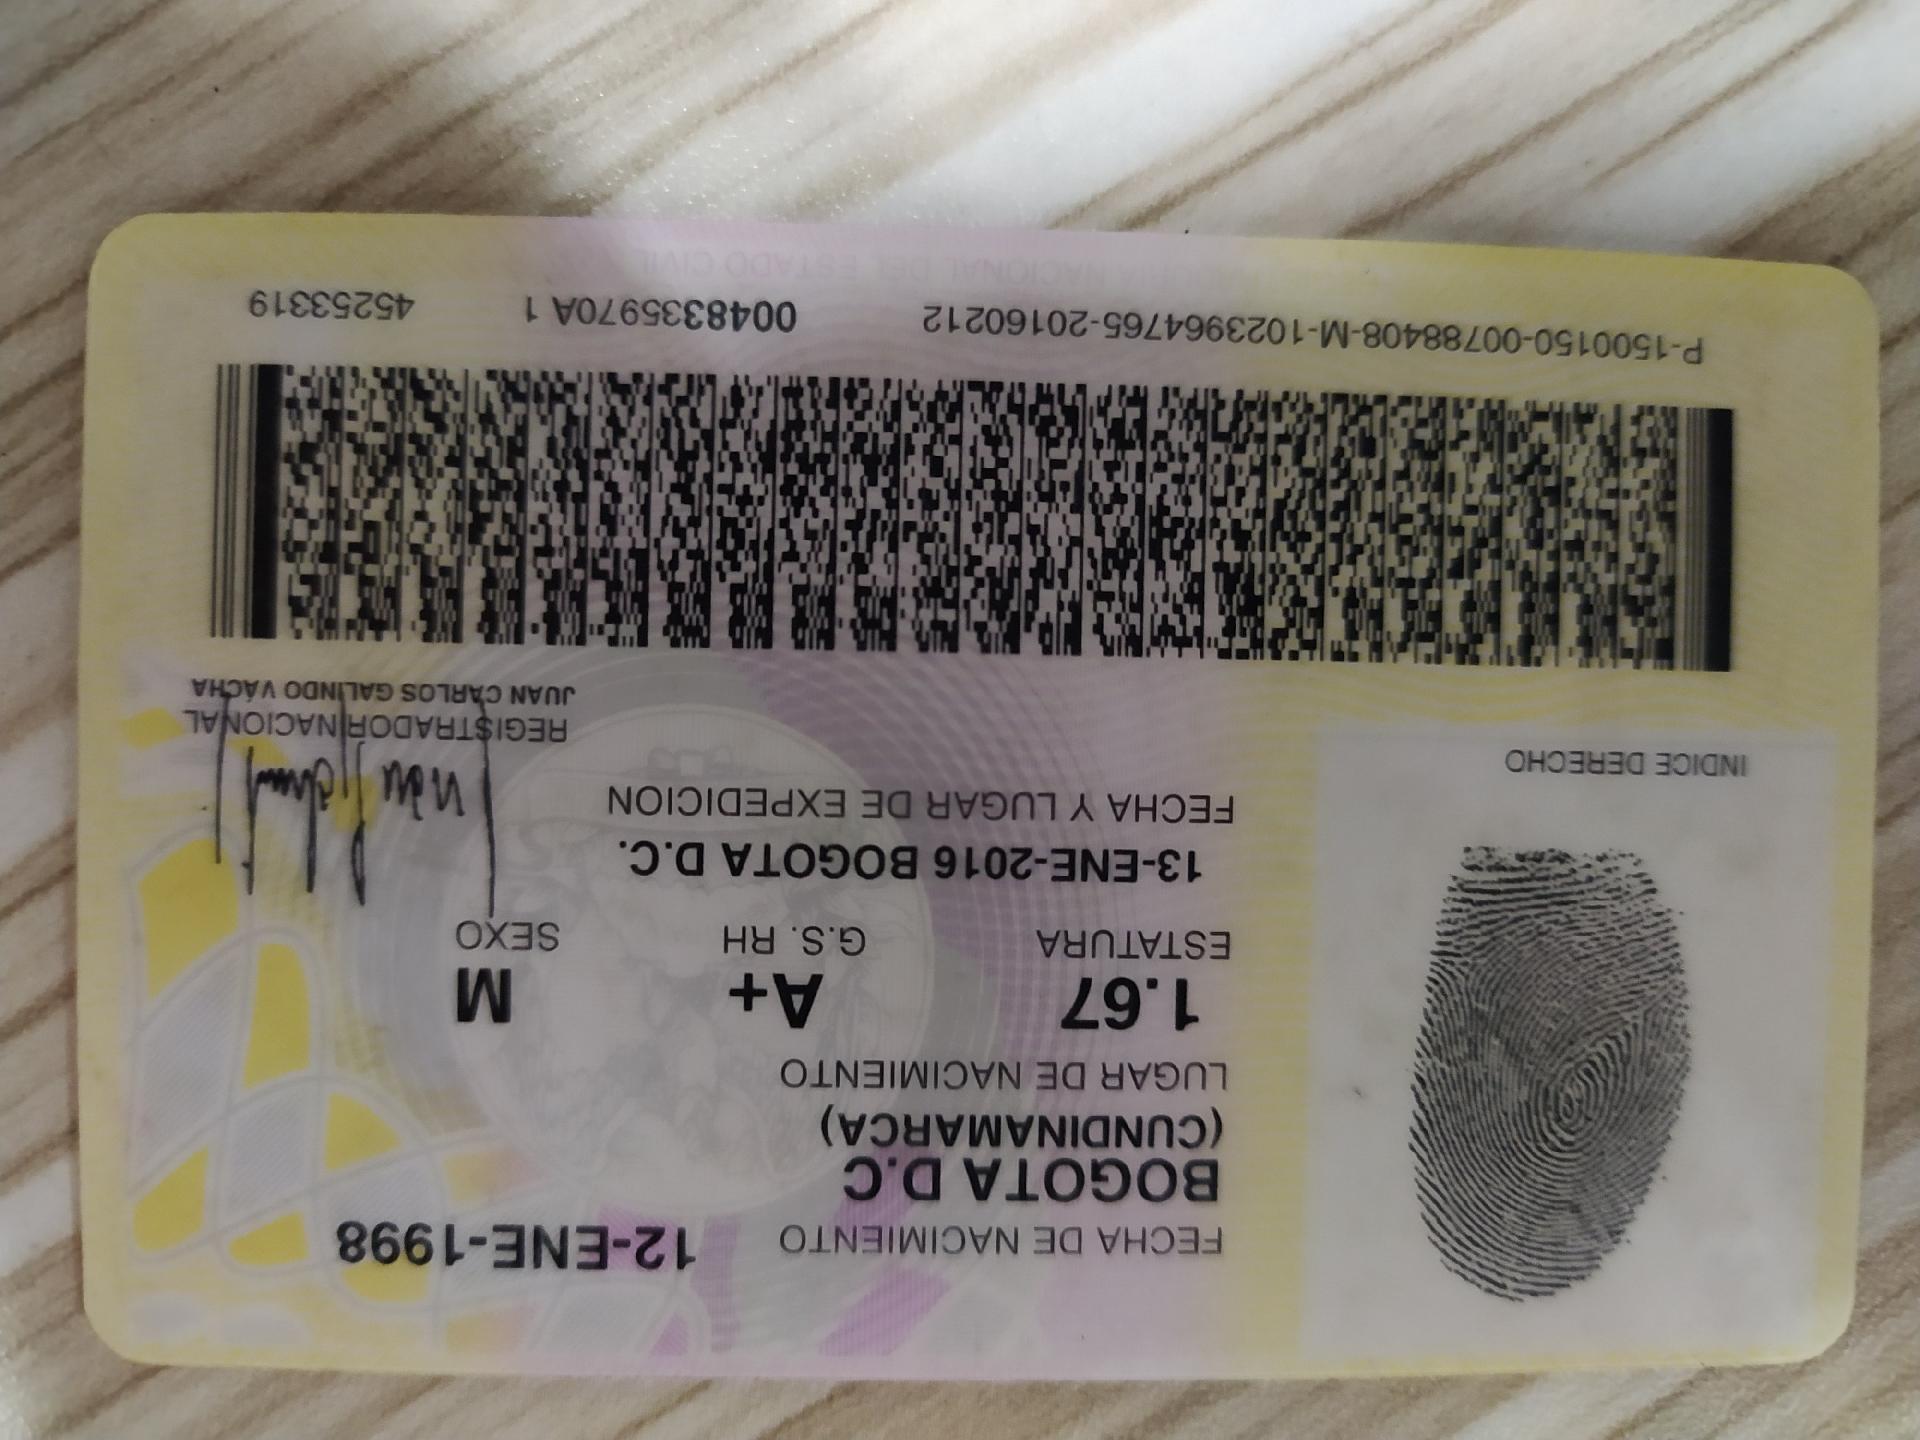 FECHA DE NACIMIENTO 12-ENE-1998
BOGOTA D.C
(CUNDINAMARCA)
LUGAR DE NACIMIENTO
1.67 A+ M
ESTATURA G.S. RH SEXO
13-ENE-2016 BOGOTA D.C.
FECHA Y LUGAR DE EXPEDICION
INDICE DERECHO
REGISTRADOR NACIONAL
JUAN CARLOS GALINDO VÁCHA
P-1500150-00788408-M-1023964765-20160212 0048335970A 1 45253319
NACIONAL DEL ESTADO CIVIL